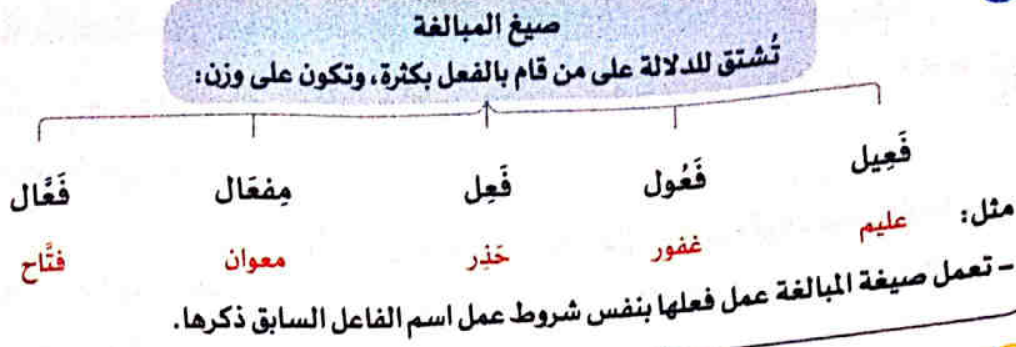 صيغ المبالغة
تُشتق للدلالة على من قام بالفعل بكثرة، وتكون على وزن:
فَعِيل فَعُول فَعِل مِفعَال فَعَّال
مثل: عليم غفور حَذِر معوان فتَّاح
- تعمل صيغة المبالغة عمل فعلها بنفس شروط عمل اسم الفاعل السابق ذكرها.